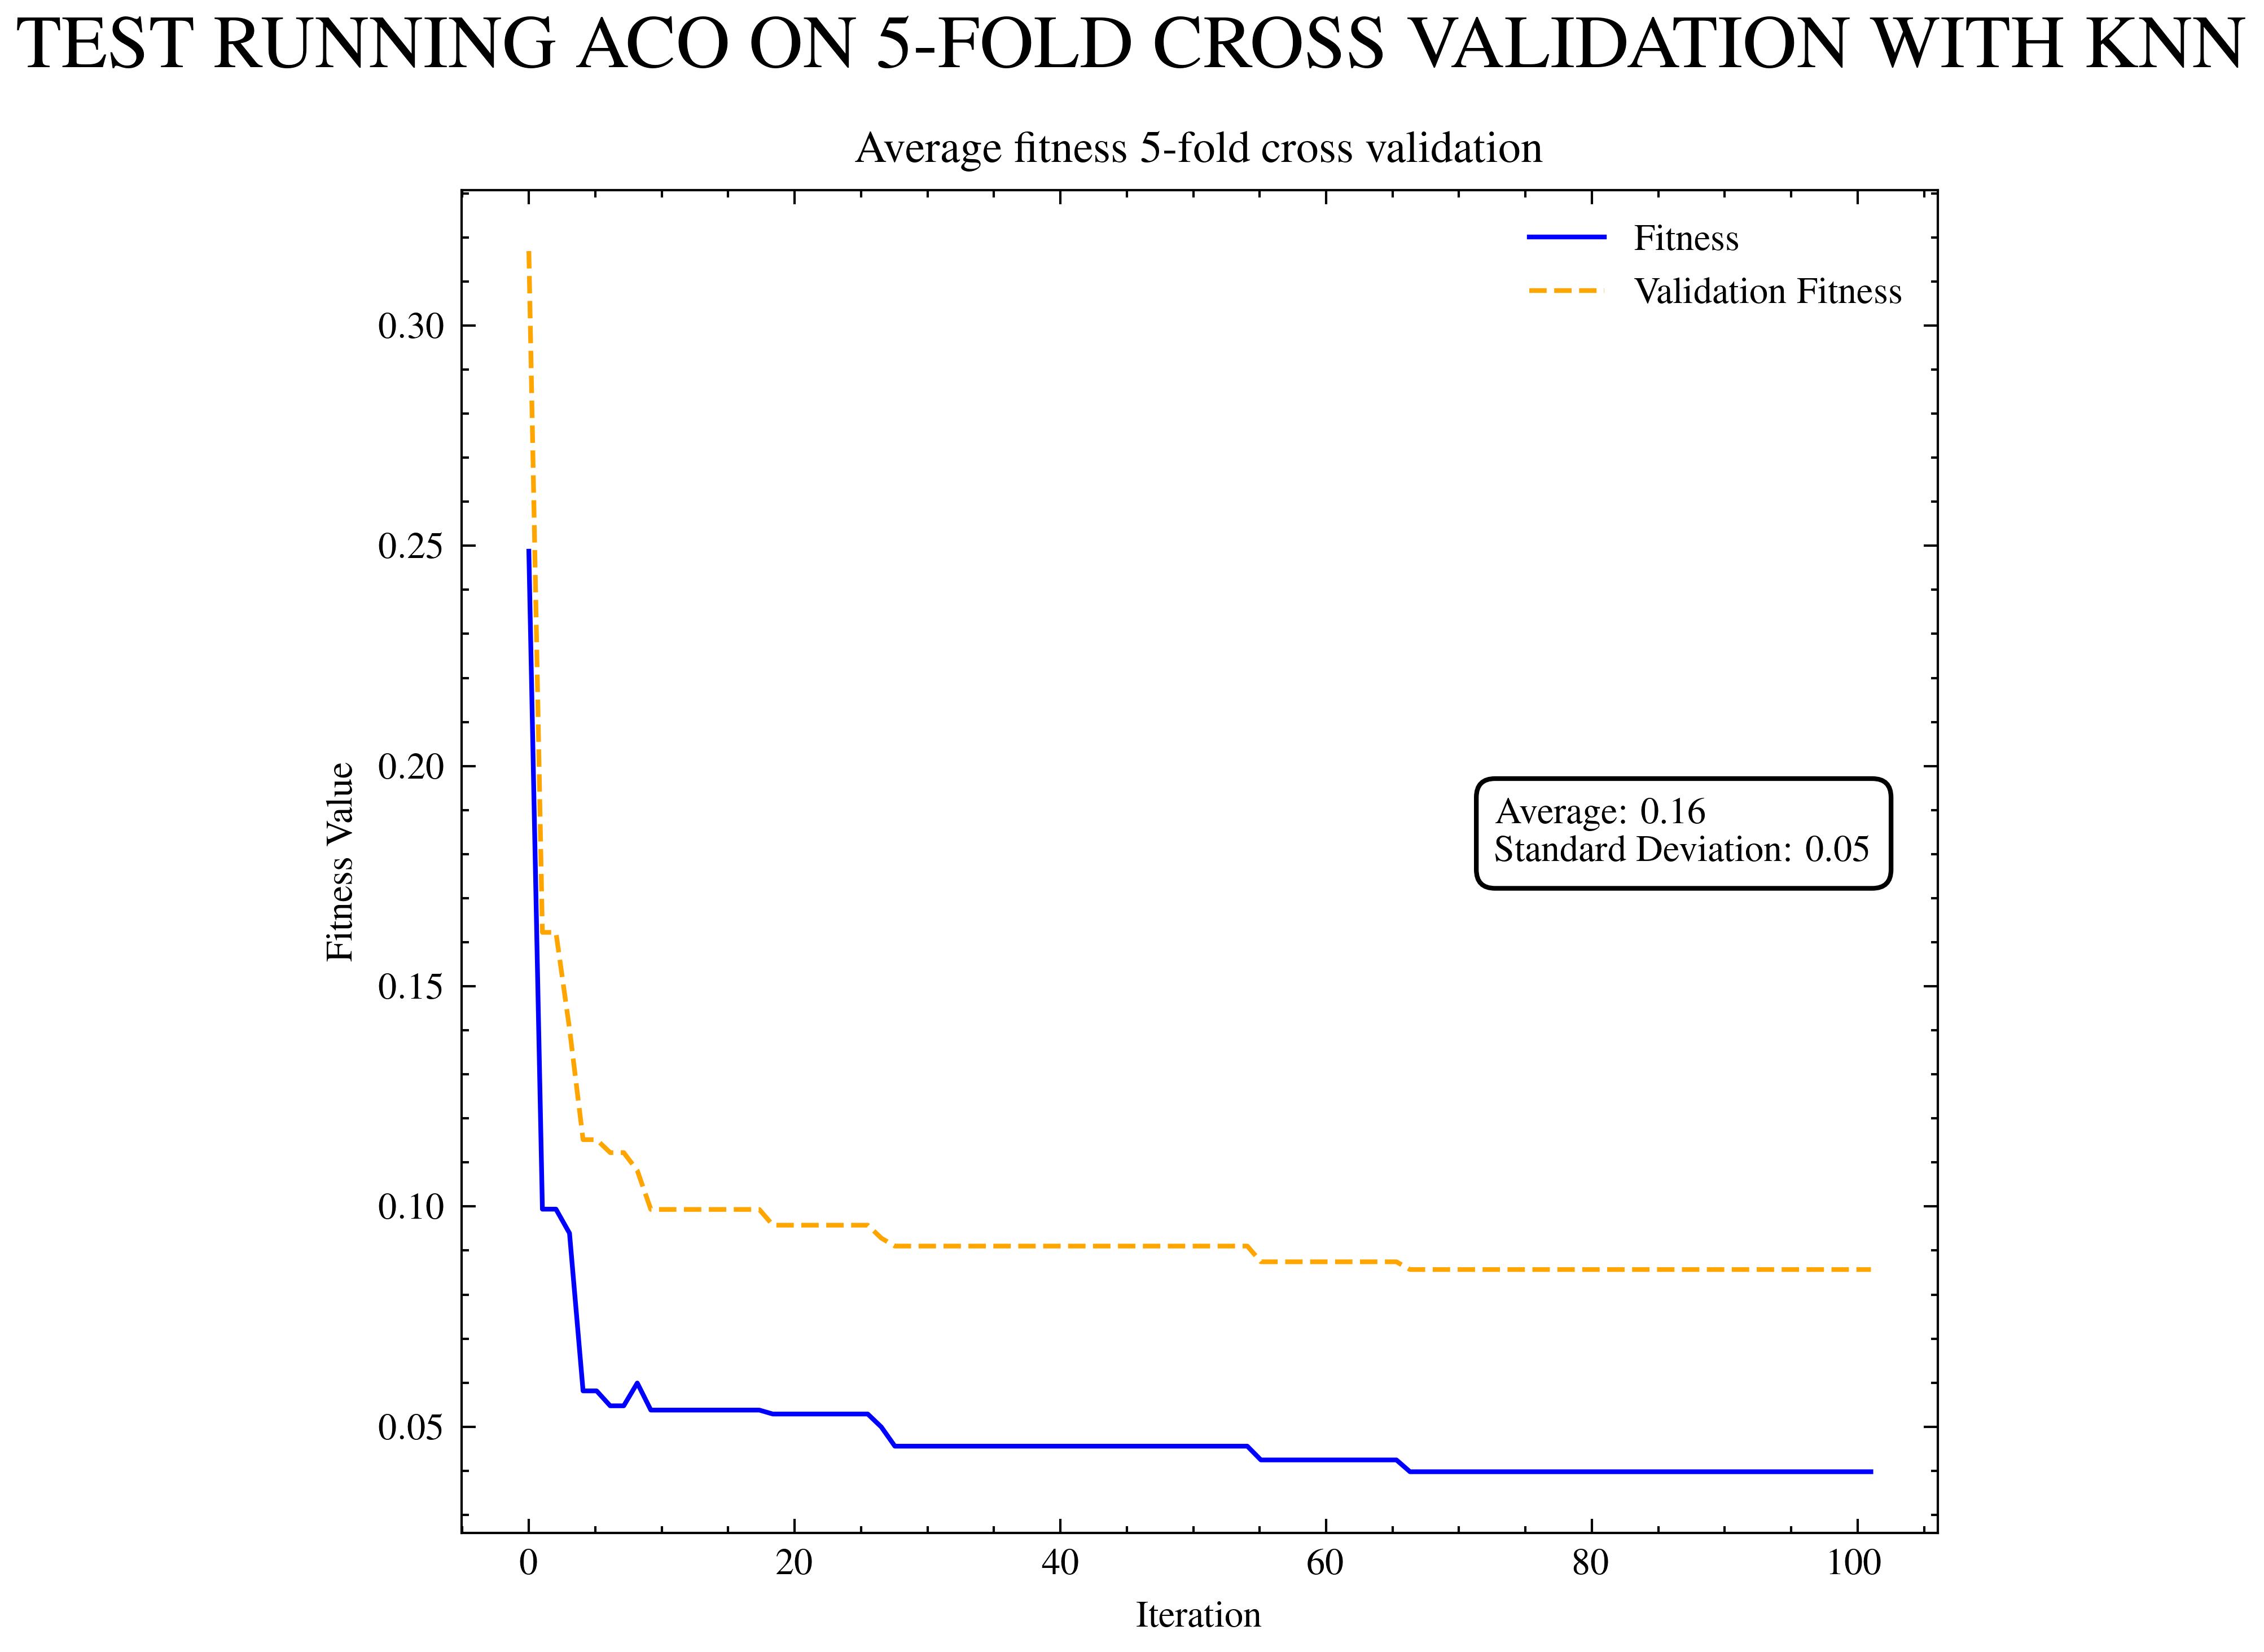 TEST RUNNING ACO ON 5-FOLD CROSS VALIDATION WITH KNN
Average fitness 5-fold cross validation
Fitness
Validation Fitness
0.30
0.25
0.20
0.15
0.10
0.05
Fitness Value
Average: 0.16
Standard Deviation: 0.05
0 20 40 60 80 100
Iteration